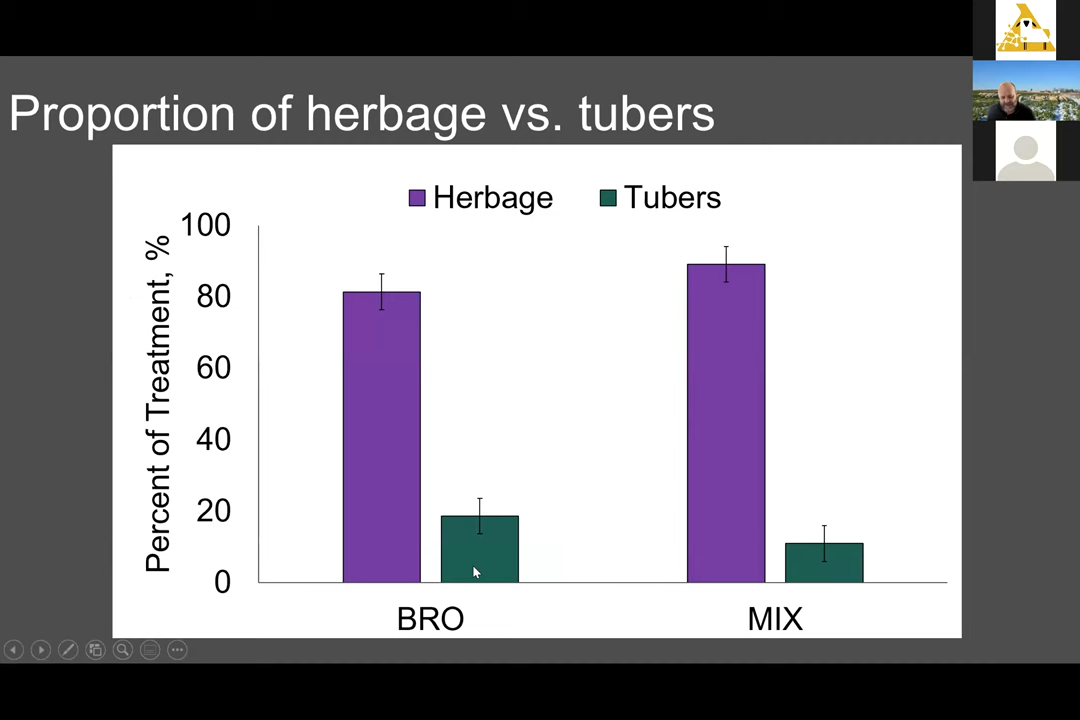 Proportion of herbage vs. tubers
Herbage Tubers
Percent of Treatment, %
100
80
60
40
20
0
BRO MIX